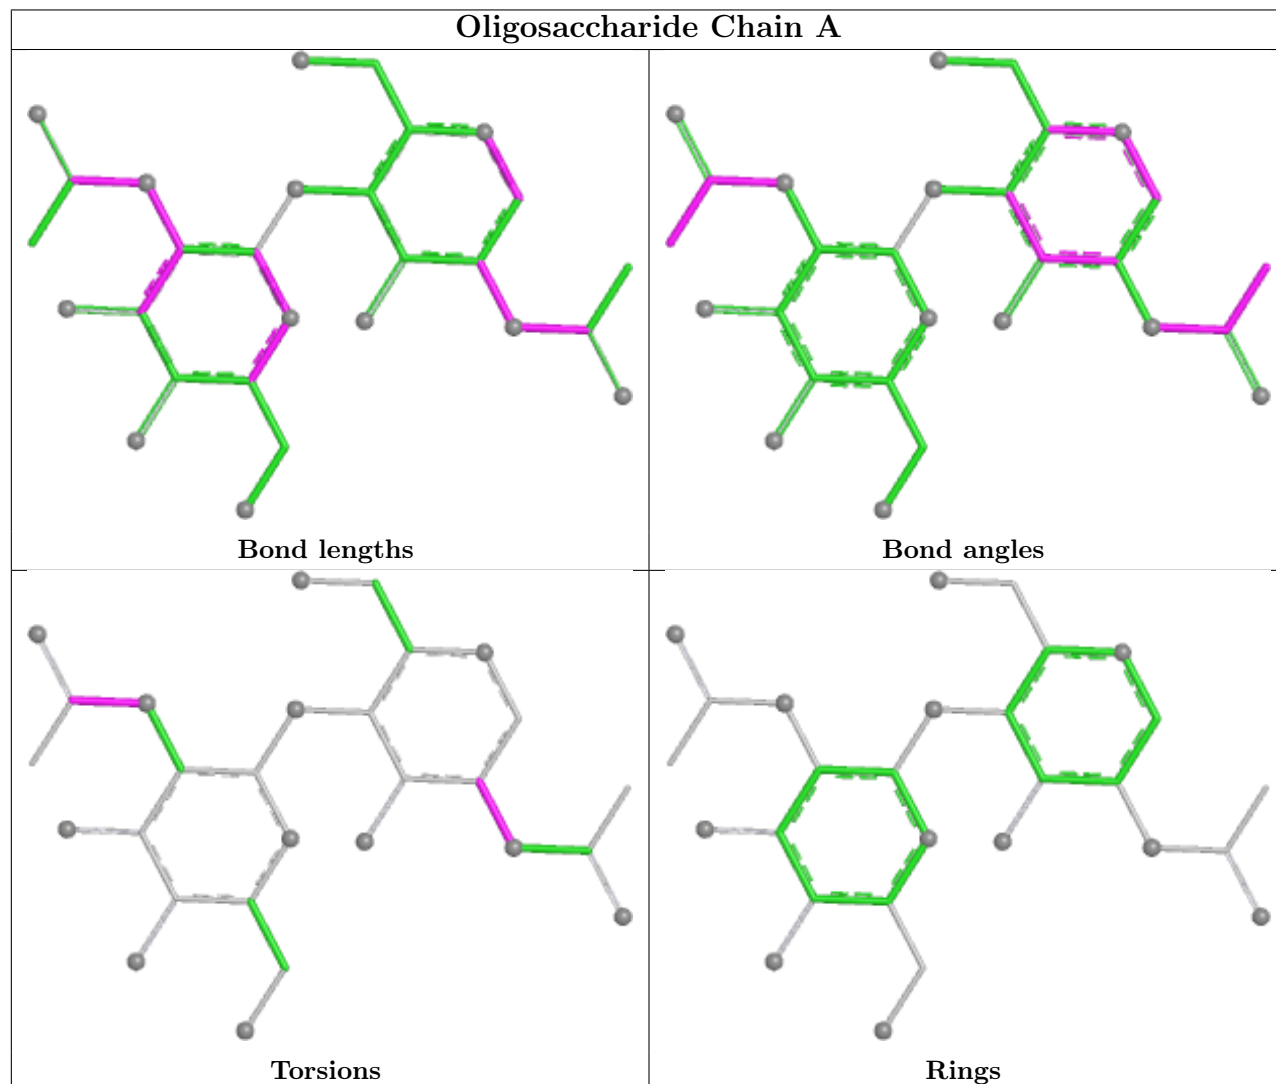 Oligosaccharide Chain A
Bond lengths
Bond angles
Torsions
Rings